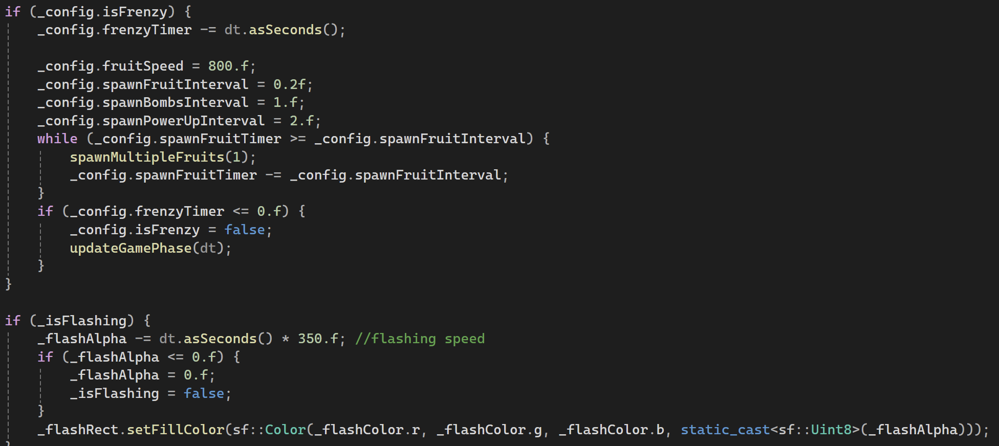 if (_config.isFrenzy) {
    _config.frenzyTimer -= dt.asSeconds();

    _config.fruitSpeed = 800.f;
    _config.spawnFruitInterval = 0.2f;
    _config.spawnBombsInterval = 1.f;
    _config.spawnPowerUpInterval = 2.f;
    while (_config.spawnFruitTimer >= _config.spawnFruitInterval) {
        spawnMultipleFruits(1);
        _config.spawnFruitTimer -= _config.spawnFruitInterval;
    }
    if (_config.frenzyTimer <= 0.f) {
        _config.isFrenzy = false;
        updateGamePhase(dt);
    }
}

if (_isFlashing) {
    _flashAlpha -= dt.asSeconds() * 350.f; //flashing speed
    if (_flashAlpha <= 0.f) {
        _flashAlpha = 0.f;
        _isFlashing = false;
    }
    _flashRect.setFillColor(sf::Color(_flashColor.r, _flashColor.g, _flashColor.b, static_cast<sf::Uint8>(_flashAlpha)));
}